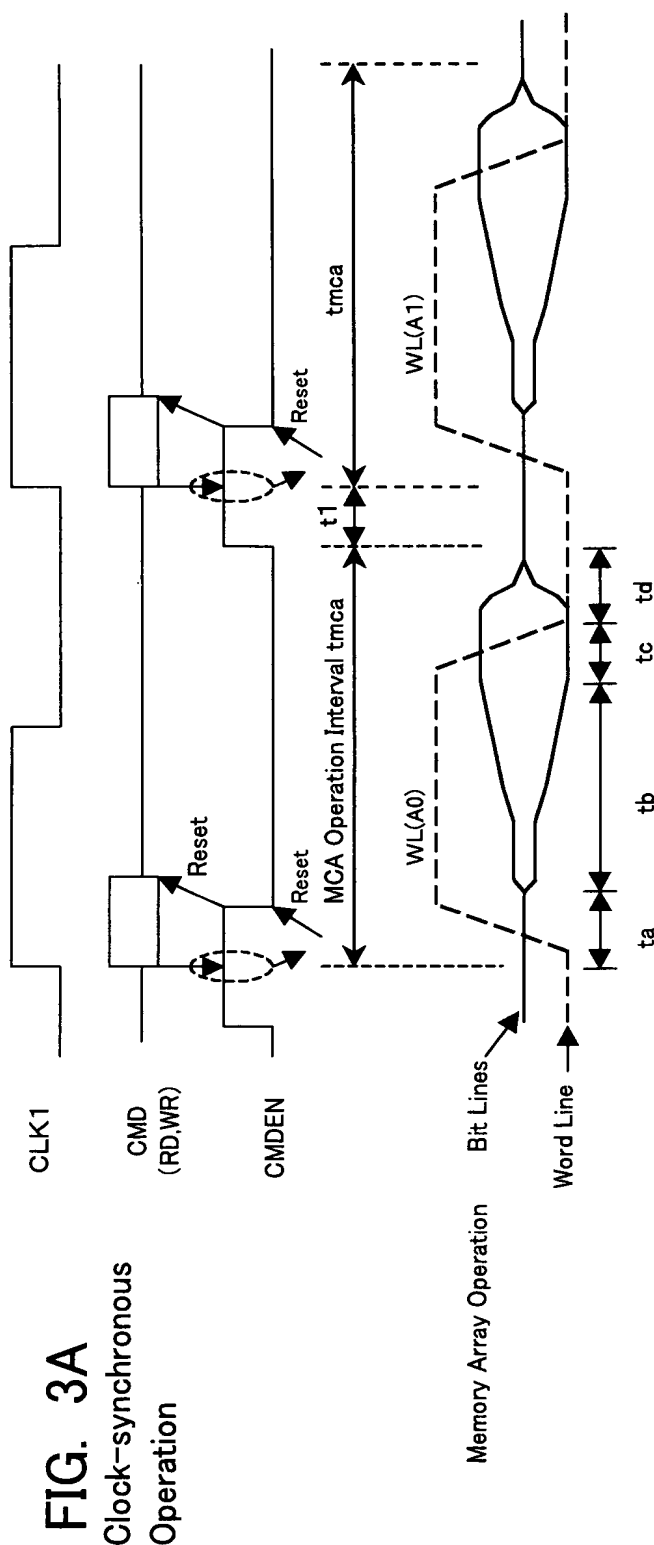 FIG. 3A
Clock-synchronous
Operation
CLK1
CMD
(RD,WR)
CMDEN
Reset
Reset
Reset
MCA Operation Interval tmca
t1
tmca
Memory Array Operation
Bit Lines
Word Line
WL(A0)
WL(A1)
ta
tb
tc
td